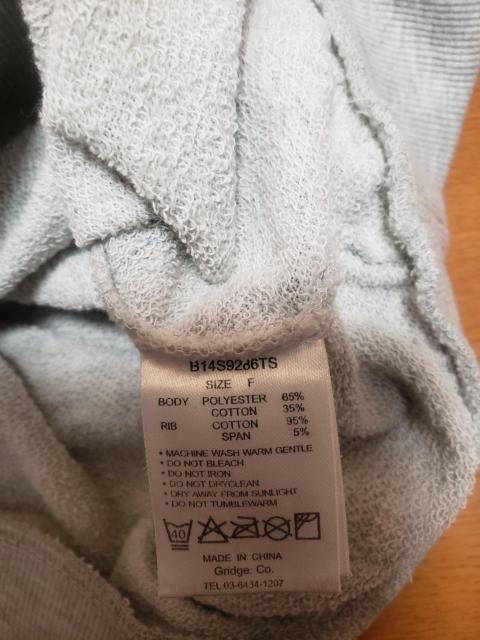 B14S9286TS
SIZE F
BODY POLYESTER 65%
COTTON 35%
RIB COTTON 95%
SPAN 5%
• MACHINE WASH WARM GENTLE
• DO NOT BLEACH
• DO NOT IRON
• DO NOT DRYCLEAN
• DRY AWAY FROM SUNLIGHT
• DO NOT TUMBLEWARM
40
MADE IN CHINA
Gridge. Co.
TEL 03-6434-1207